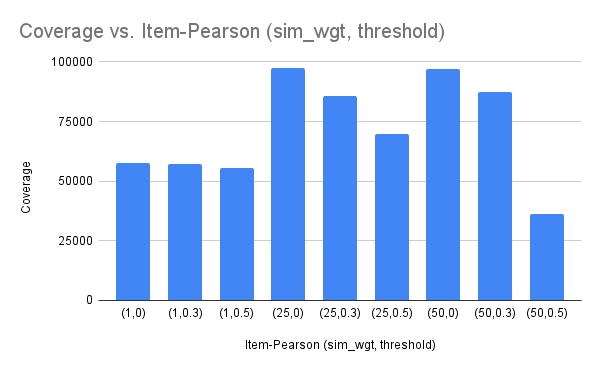 Coverage vs. Item-Pearson (sim_wgt, threshold)
100000
75000
50000
25000
0
Coverage
(1,0) (1,0.3) (1,0.5) (25,0) (25,0.3) (25,0.5) (50,0) (50,0.3) (50,0.5)
Item-Pearson (sim_wgt, threshold)